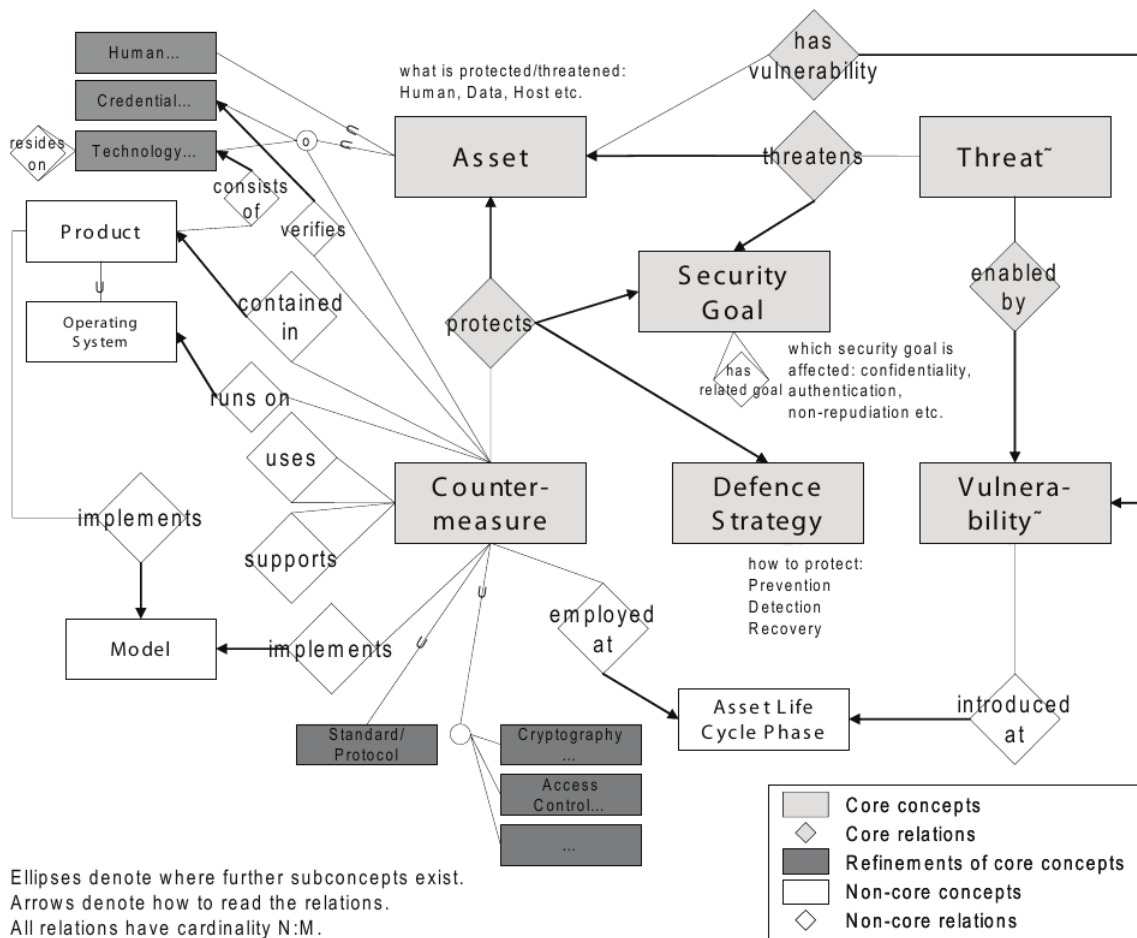 Human...
Credential...
Technology...
resides
on
what is protected/threatened:
Human, Data, Host etc.
has
vulnerability
U
U
o
Asset
threatens
Threat˜
consists
of
verifies
Product
U
Operating
System
contained
in
runs on
protects
Security
Goal
enabled
by
has
related goal
which security goal is
affected: confidentiality,
authentication,
non-repudiation etc.
uses
supports
Counter-
measure
Defence
Strategy
Vulnera-
bility˜
how to protect:
Prevention
Detection
Recovery
implements
Model
implements
U
U
employed
at
Asset Life
Cycle Phase
introduced
at
Standard/
Protocol
Cryptography
...
Access
Control...
...
Core concepts
Core relations
Refinements of core concepts
Non-core concepts
Non-core relations
Ellipses denote where further subconcepts exist.
Arrows denote how to read the relations.
All relations have cardinality N:M.